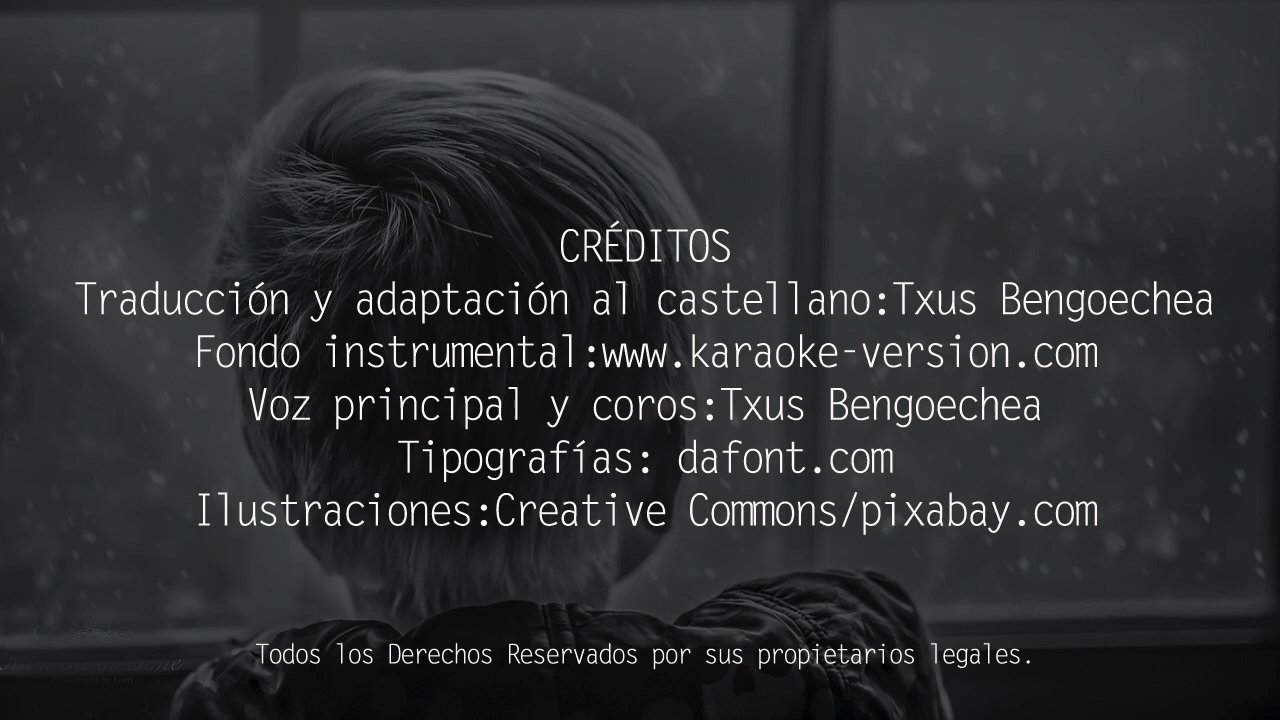 CRÉDITOS
Traducción y adaptación al castellano:Txus Bengoechea
Fondo instrumental:www.karaoke-version.com
Voz principal y coros:Txus Bengoechea
Tipografías: dafont.com
Ilustraciones:Creative Commons/pixabay.com
Todos los Derechos Reservados por sus propietarios legales.